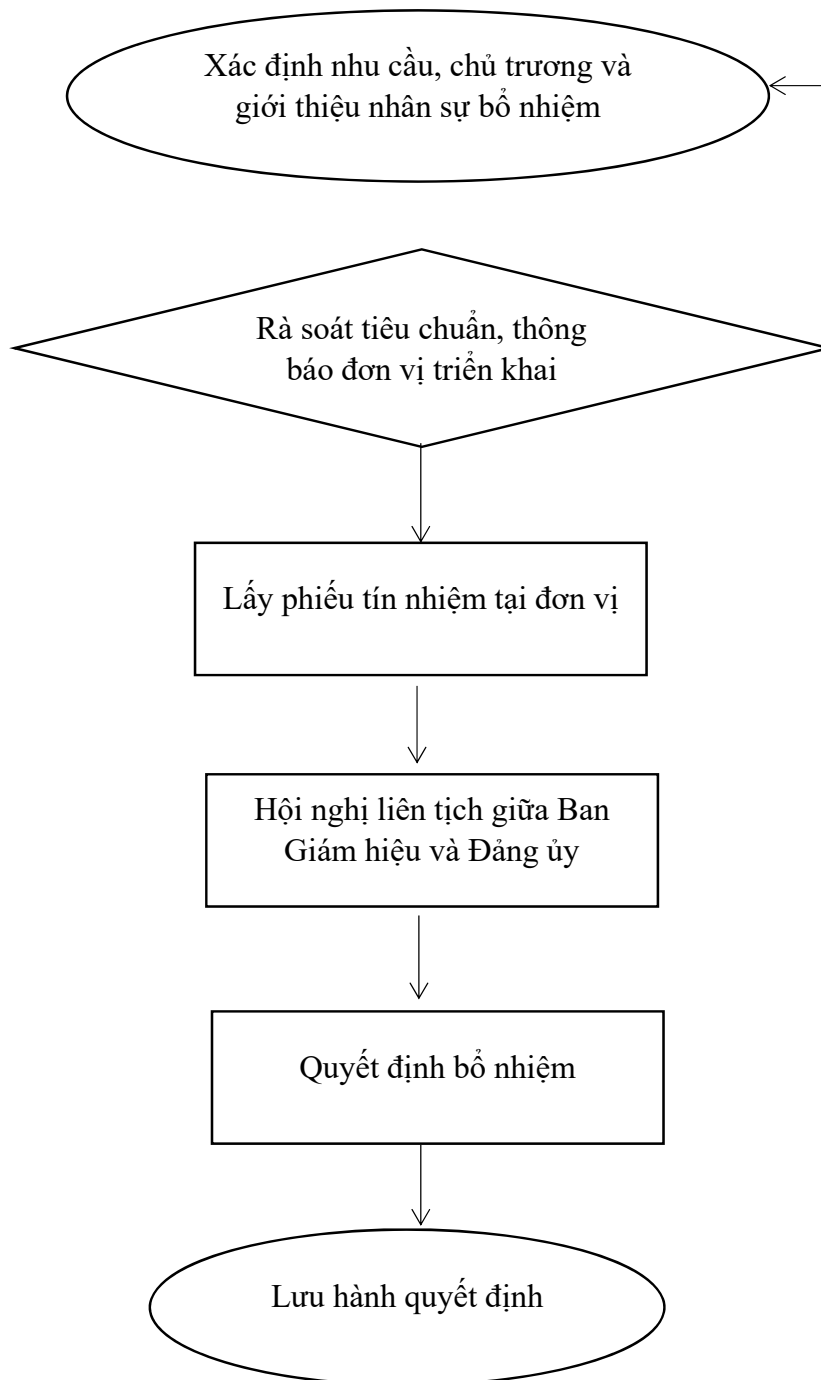 Xác định nhu cầu, chủ trương và
giới thiệu nhân sự bổ nhiệm
Rà soát tiêu chuẩn, thông
báo đơn vị triển khai
Lấy phiếu tín nhiệm tại đơn vị
Hội nghị liên tịch giữa Ban
Giám hiệu và Đảng ủy
Quyết định bổ nhiệm
Lưu hành quyết định